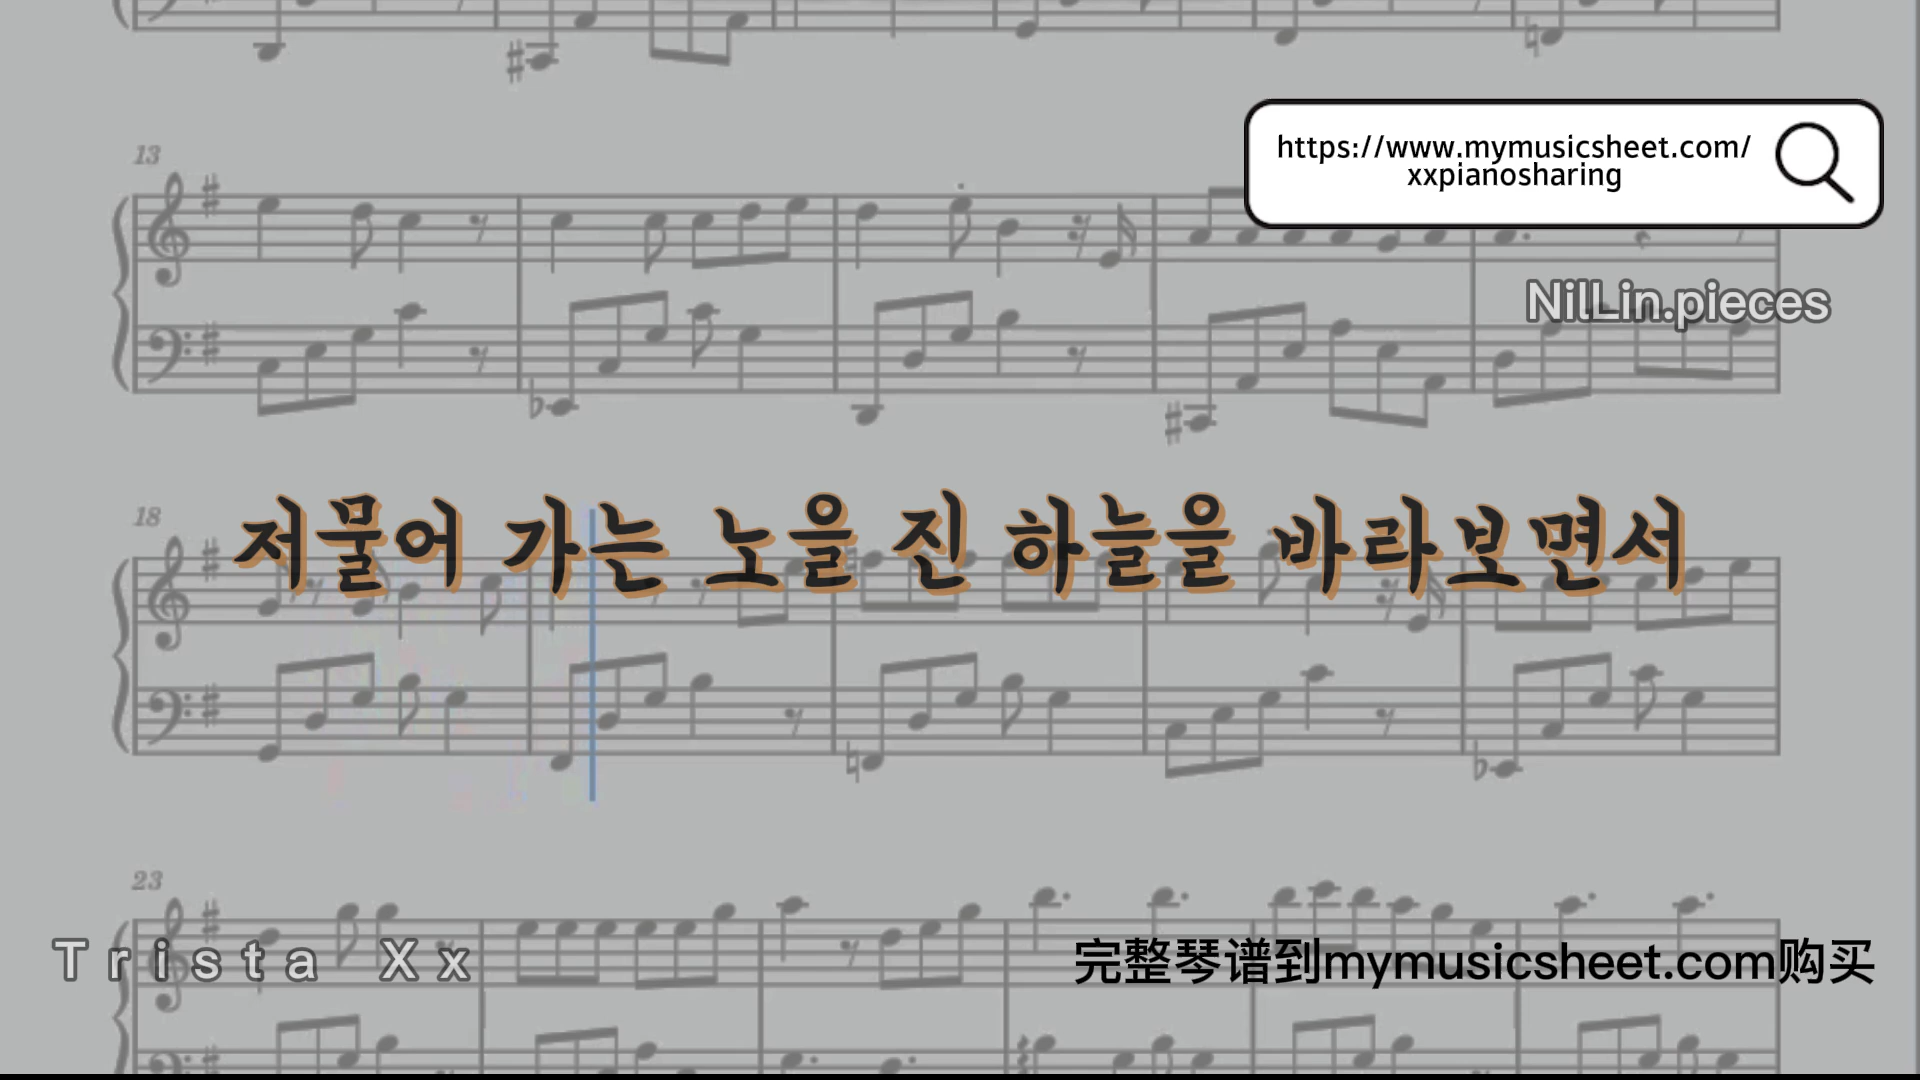 13
https://www.mymusicsheet.com/
xxpianosharing
NilLin.pieces
18
저물어 가는 노을 진 하늘을 바라보면서
23
Trista Xx
完整琴谱到mymusicsheet.com购买